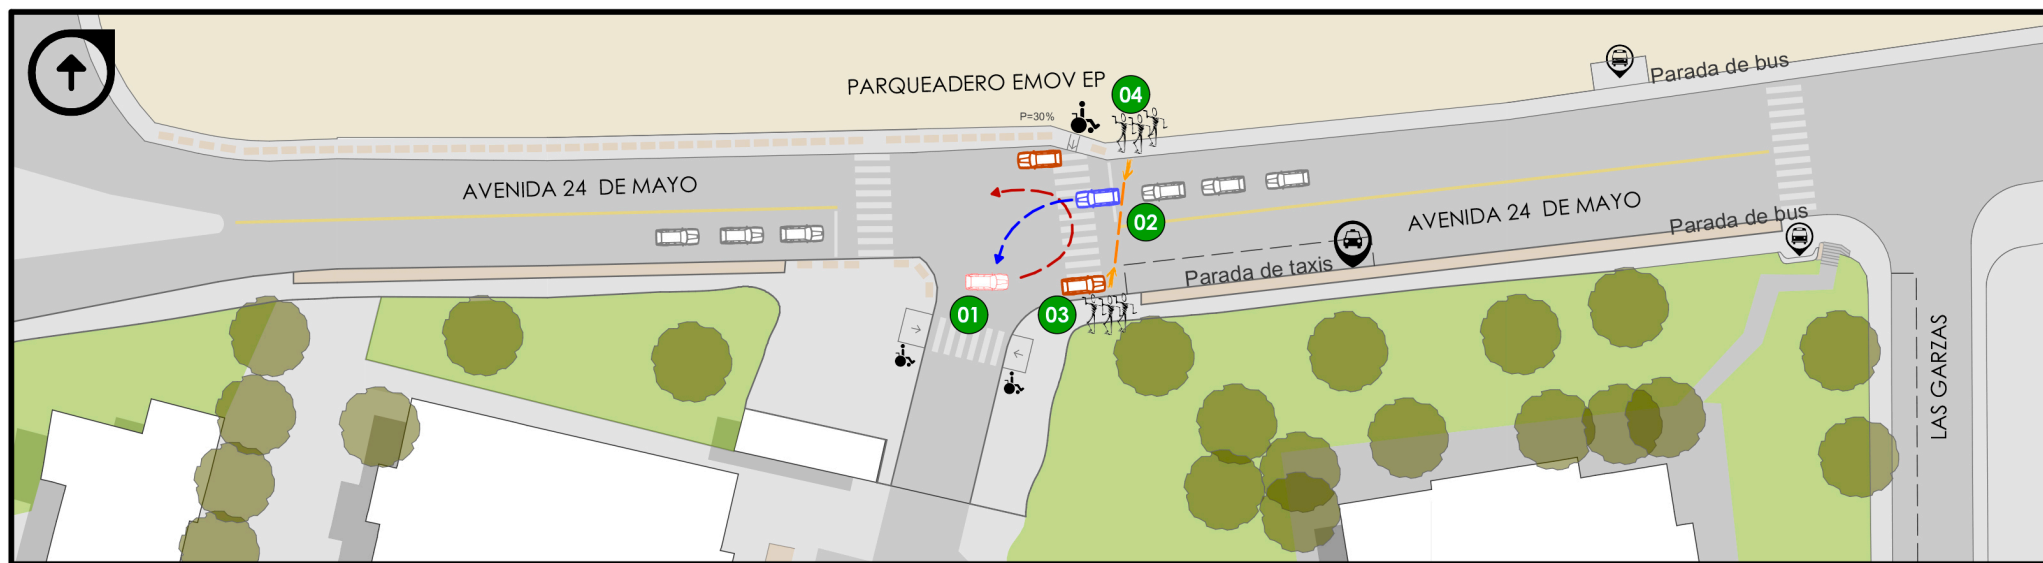 PARQUEADERO EMOV EP
04
Parada de bus
P=30%
AVENIDA 24 DE MAYO
02
AVENIDA 24 DE MAYO
Parada de bus
Parada de taxis
01
03
LAS GARZAS